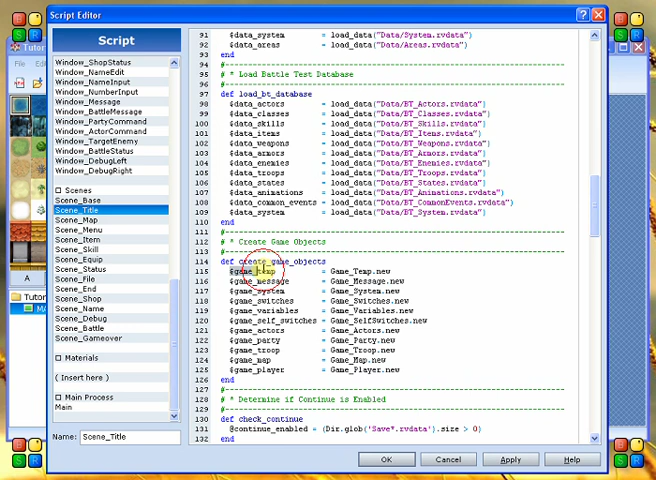 Script Editor
Script
Window_ShopStatus
Window_NameEdit
Window_NameInput
Window_NumberInput
Window_Message
Window_BattleMessage
Window_PartyCommand
Window_ActorCommand
Window_TargetEnemy
Window_BattleStatus
Window_DebugLeft
Window_DebugRight
□ Scenes
Scene_Base
Scene_Title
Scene_Map
Scene_Menu
Scene_Item
Scene_Skill
Scene_Equip
Scene_Status
Scene_File
Scene_End
Scene_Shop
Scene_Name
Scene_Debug
Scene_Battle
Scene_Gameover
□ Materials
( Insert here )
□ Main Process
Main
Name: Scene_Title
91 $data_system = load_data("Data/System.rvdata")
92 $data_areas = load_data("Data/Areas.rvdata")
93 end
94 #--------------------------------------------------------------------------
95 # * Load Battle Test Database
96 #--------------------------------------------------------------------------
97 def load_bt_database
98 $data_actors = load_data("Data/BT_Actors.rvdata")
99 $data_classes = load_data("Data/BT_Classes.rvdata")
100 $data_skills = load_data("Data/BT_Skills.rvdata")
101 $data_items = load_data("Data/BT_Items.rvdata")
102 $data_weapons = load_data("Data/BT_Weapons.rvdata")
103 $data_armors = load_data("Data/BT_Armors.rvdata")
104 $data_enemies = load_data("Data/BT_Enemies.rvdata")
105 $data_troops = load_data("Data/BT_Troops.rvdata")
106 $data_states = load_data("Data/BT_States.rvdata")
107 $data_animations = load_data("Data/BT_Animations.rvdata")
108 $data_common_events = load_data("Data/BT_CommonEvents.rvdata")
109 $data_system = load_data("Data/BT_System.rvdata")
110 end
111 #--------------------------------------------------------------------------
112 # * Create Game Objects
113 #--------------------------------------------------------------------------
114 def create_game_objects
115 $game_temp = Game_Temp.new
116 $game_message = Game_Message.new
117 $game_system = Game_System.new
118 $game_switches = Game_Switches.new
119 $game_variables = Game_Variables.new
120 $game_self_switches = Game_SelfSwitches.new
121 $game_actors = Game_Actors.new
122 $game_party = Game_Party.new
123 $game_troop = Game_Troop.new
124 $game_map = Game_Map.new
125 $game_player = Game_Player.new
126 end
127 #--------------------------------------------------------------------------
128 # * Determine if Continue is Enabled
129 #--------------------------------------------------------------------------
130 def check_continue
131 @continue_enabled = (Dir.glob('Save*.rvdata').size > 0)
132 end
OK
Cancel
Apply
Help
Tutor
File
A
Tutor
MA
B
S
R
B
S
R
B
S
R
B
S
R